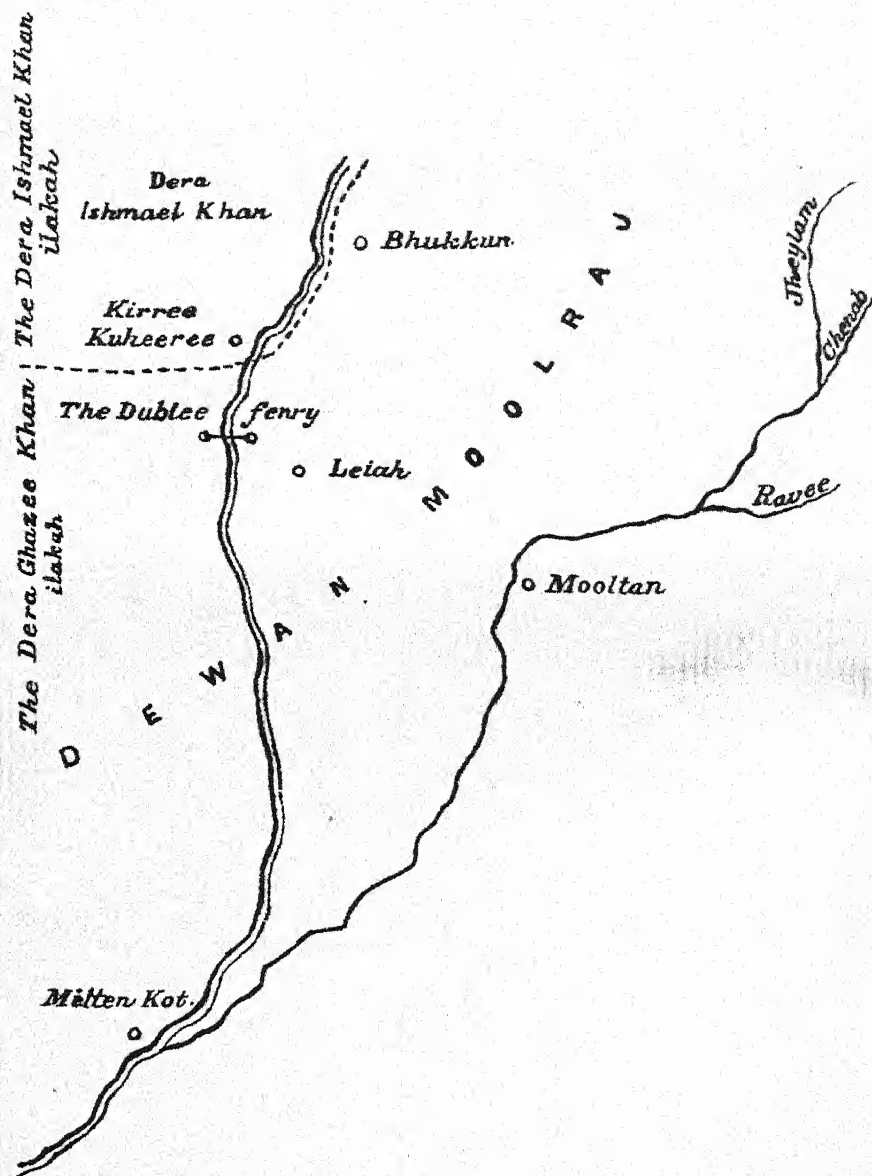 The Dera Ishmael Khan
ilakah
The Dera Ghazee Khan
ilakah
Dera
Ishmael Khan
Bhukkun.
Kirree
Kuheeree
The Dublee ferry
Leiah
DEWAN MOOLRAJ
Jheylam
Chenab
Ravee
Mooltan
Mitten Kot.